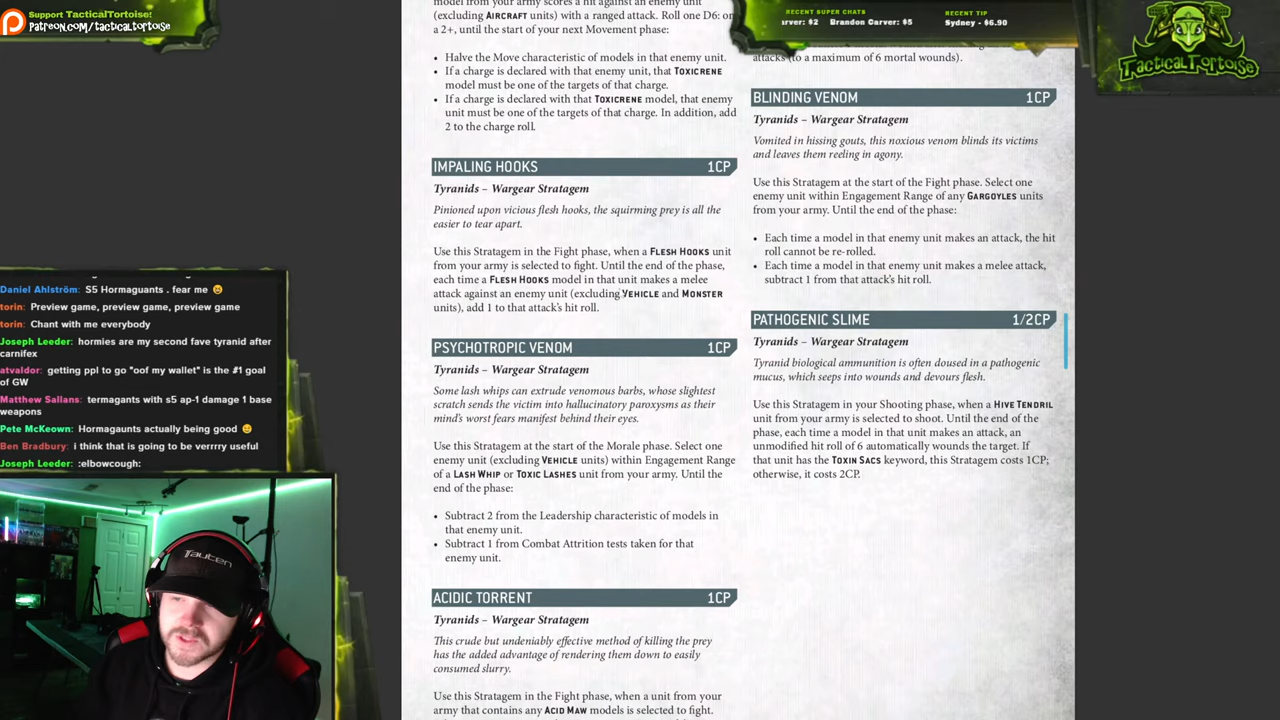 Support TacticalTortoise!
patreon.com/tacticaltortoise
RECENT SUPER CHATS
arver: $2 Brandon Carver: $5
RECENT TIP
Sydney - $6.90
TACTICALTORTOISE
model from your army scores a hit against an enemy unit
(excluding AIRCRAFT units) with a ranged attack. Roll one D6: on
a 2+, until the start of your next Movement phase:
• Halve the Move characteristic of models in that enemy unit.
• If a charge is declared with that enemy unit, that TOXICRENE
model must be one of the targets of that charge.
• If a charge is declared with that TOXICRENE model, that enemy
unit must be one of the targets of that charge. In addition, add
2 to the charge roll.
IMPALING HOOKS 1CP
Tyranids – Wargear Stratagem
Pinioned upon vicious flesh hooks, the squirming prey is all the
easier to tear apart.
Use this Stratagem in the Fight phase, when a FLESH HOOKS unit
from your army is selected to fight. Until the end of the phase,
each time a FLESH HOOKS model in that unit makes a melee
attack against an enemy unit (excluding VEHICLE and MONSTER
units), add 1 to that attack's hit roll.
PSYCHOTROPIC VENOM 1CP
Tyranids – Wargear Stratagem
Some lash whips can extrude venomous barbs, whose slightest
scratch sends the victim into hallucinatory paroxysms as their
mind's worst fears manifest behind their eyes.
Use this Stratagem at the start of the Morale phase. Select one
enemy unit (excluding VEHICLE units) within Engagement Range
of a LASH WHIP or TOXIC LASHES unit from your army. Until the
end of the phase:
• Subtract 2 from the Leadership characteristic of models in
that enemy unit.
• Subtract 1 from Combat Attrition tests taken for that
enemy unit.
ACIDIC TORRENT 1CP
Tyranids – Wargear Stratagem
This crude but undeniably effective method of killing the prey
has the added advantage of rendering them down to easily
consumed slurry.
Use this Stratagem in the Fight phase, when a unit from your
army that contains any ACID MAW models is selected to fight.
attacks (to a maximum of 6 mortal wounds).
BLINDING VENOM 1CP
Tyranids – Wargear Stratagem
Vomited in hissing gouts, this noxious venom blinds its victims
and leaves them reeling in agony.
Use this Stratagem at the start of the Fight phase. Select one
enemy unit within Engagement Range of any GARGOYLES units
from your army. Until the end of the phase:
• Each time a model in that enemy unit makes an attack, the hit
roll cannot be re-rolled.
• Each time a model in that enemy unit makes a melee attack,
subtract 1 from that attack's hit roll.
PATHOGENIC SLIME 1/2CP
Tyranids – Wargear Stratagem
Tyranid biological ammunition is often doused in a pathogenic
mucus, which seeps into wounds and devours flesh.
Use this Stratagem in your Shooting phase, when a HIVE TENDRIL
unit from your army is selected to shoot. Until the end of the
phase, each time a model in that unit makes an attack, an
unmodified hit roll of 6 automatically wounds the target. If
that unit has the TOXIN SACS keyword, this Stratagem costs 1CP;
otherwise, it costs 2CP.
Daniel Ahlström: S5 Hormaguants . fear me
torin: Preview game, preview game, preview game
torin: Chant with me everybody
Joseph Leeder: hormies are my second fave tyranid after
carnifex
atvaldor: getting ppl to go "oof my wallet" is the #1 goal
of GW
Matthew Sallans: termagants with s5 ap-1 damage 1 base
weapons
Pete McKeown: Hormagaunts actually being good
Ben Bradbury: i think that is going to be verrrry useful
Joseph Leeder: :elbowcough:
Tauten